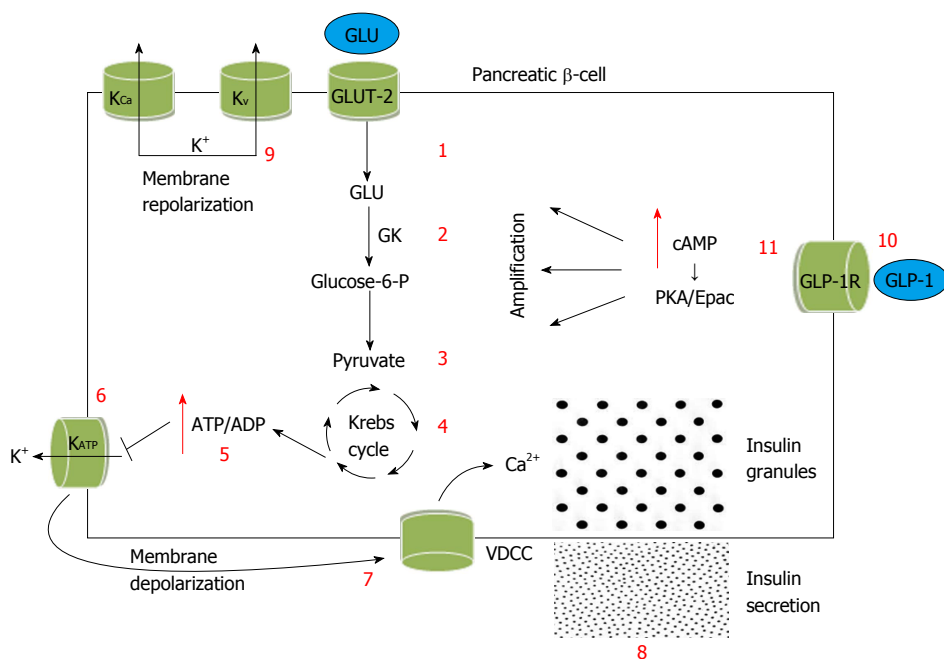 GLU
Pancreatic β-cell
KCa
Kv
GLUT-2
K⁺
9
1
Membrane
repolarization
GLU
GK
2
Glucose-6-P
Amplification
cAMP
↓
PKA/Epac
11
10
GLP-1R
GLP-1
Pyruvate
3
6
KATP
K⁺
ATP/ADP
5
Krebs
cycle
4
Ca²⁺
Insulin
granules
Membrane
depolarization
7
VDCC
Insulin
secretion
8